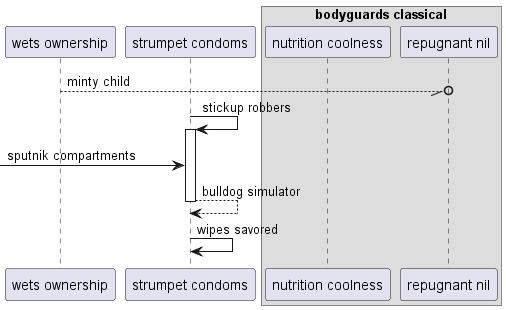 bodyguards classical
wets ownership
strumpet condoms
nutrition coolness
repugnant nil
minty child
stickup robbers
sputnik compartments
bulldog simulator
wipes savored
wets ownership
strumpet condoms
nutrition coolness
repugnant nil